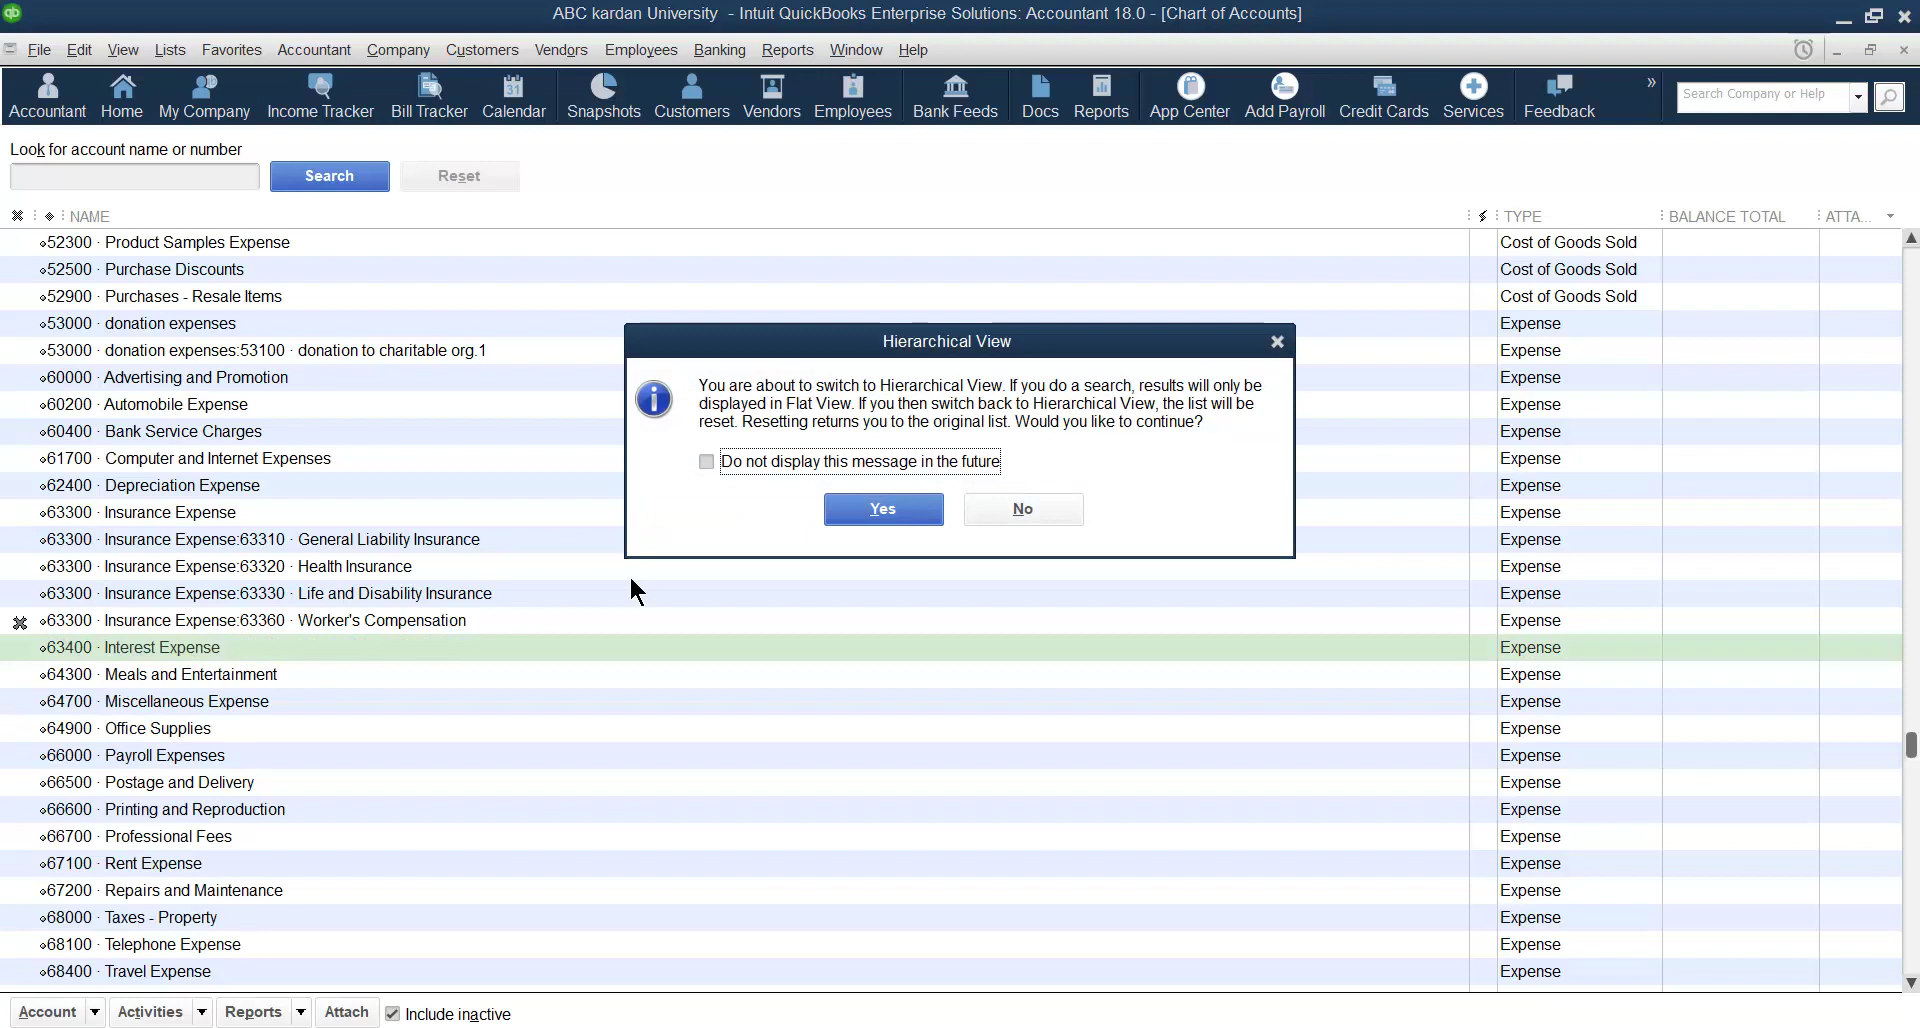 ABC kardan University - Intuit QuickBooks Enterprise Solutions: Accountant 18.0 - [Chart of Accounts]
File Edit View Lists Favorites Accountant Company Customers Vendors Employees Banking Reports Window Help
31
Accountant Home My Company Income Tracker Bill Tracker Calendar Snapshots Customers Vendors Employees Bank Feeds Docs Reports App Center Add Payroll Credit Cards Services Feedback » Search Company or Help
Look for account name or number
Search Reset
NAME TYPE BALANCE TOTAL ATTA...
52300 · Product Samples Expense Cost of Goods Sold
52500 · Purchase Discounts Cost of Goods Sold
52900 · Purchases - Resale Items Cost of Goods Sold
53000 · donation expenses Expense
53000 · donation expenses:53100 · donation to charitable org.1 Expense
60000 · Advertising and Promotion Expense
60200 · Automobile Expense Expense
60400 · Bank Service Charges Expense
61700 · Computer and Internet Expenses Expense
62400 · Depreciation Expense Expense
63300 · Insurance Expense Expense
63300 · Insurance Expense:63310 · General Liability Insurance Expense
63300 · Insurance Expense:63320 · Health Insurance Expense
63300 · Insurance Expense:63330 · Life and Disability Insurance Expense
63300 · Insurance Expense:63360 · Worker's Compensation Expense
63400 · Interest Expense Expense
64300 · Meals and Entertainment Expense
64700 · Miscellaneous Expense Expense
64900 · Office Supplies Expense
66000 · Payroll Expenses Expense
66500 · Postage and Delivery Expense
66600 · Printing and Reproduction Expense
66700 · Professional Fees Expense
67100 · Rent Expense Expense
67200 · Repairs and Maintenance Expense
68000 · Taxes - Property Expense
68100 · Telephone Expense Expense
68400 · Travel Expense Expense
Hierarchical View
You are about to switch to Hierarchical View. If you do a search, results will only be
displayed in Flat View. If you then switch back to Hierarchical View, the list will be
reset. Resetting returns you to the original list. Would you like to continue?
Do not display this message in the future
Yes No
Account Activities Reports Attach Include inactive